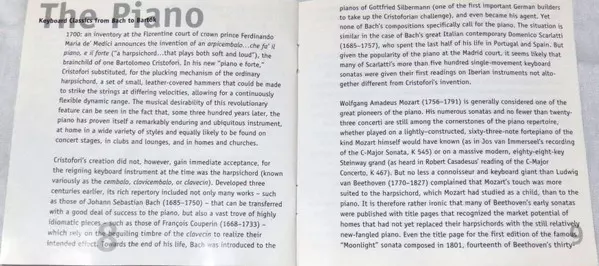 The Piano
Keyboard Classics from Bach to Bartók
1700: an inventory at the Florentine court of crown prince Ferdinando
Maria de' Medici announces the invention of an arpicembalo...che fa' il
piano, e il forte ("a harpsichord...that plays both soft and loud"), the
brainchild of one Bartolomeo Cristofori. In his new "piano e forte,"
Cristofori substituted, for the plucking mechanism of the ordinary
harpsichord, a set of small, leather-covered hammers that could be made
to strike the strings at differing velocities, allowing for a continuously
flexible dynamic range. The musical desirability of this revolutionary
feature can be seen in the fact that, some three hundred years later, the
piano has proven itself a remarkably enduring and ubiquitous instrument,
at home in a wide variety of styles and equally likely to be found on
concert stages, in clubs and lounges, and in homes and churches.
Cristofori's creation did not, however, gain immediate acceptance, for
the reigning keyboard instrument at the time was the harpsichord (known
variously as the cembalo, clavicembalo, or clavecin). Developed three
centuries earlier, its rich repertory included not only many works – such
as those of Johann Sebastian Bach (1685–1750) – that can be transferred
with a good deal of success to the piano, but also a vast trove of highly
idiomatic pieces – such as those of François Couperin (1668–1733) –
which rely on the quilling timbre of the clavecin to realize their
intended effect. Towards the end of his life, Bach was introduced to the
8
pianos of Gottfried Silbermann (one of the first important German builders
to take up the Cristoforian challenge), and even became his agent. Yet
none of Bach's compositions specifically call for the piano. The situation is
similar in the case of Bach's great Italian contemporary Domenico Scarlatti
(1685–1757), who spent the last half of his life in Portugal and Spain. But
given the popularity of the piano at the Madrid court, it seems likely that
many of Scarlatti's more than five hundred single-movement keyboard
sonatas were given their first readings on Iberian instruments not alto-
gether different from Cristofori's invention.
Wolfgang Amadeus Mozart (1756–1791) is generally considered one of the
great pioneers of the piano. His numerous sonatas and no fewer than twenty-
three concerti are still among the cornerstones of the piano repertoire,
whether played on a lightly-constructed, sixty-three-note fortepiano of the
kind Mozart himself would have known (as in Jos van Immerseel's recording
of the C-Major Sonata, K 545) or on a massive modern, eighty-eight-key
Steinway grand (as heard in Robert Casadesus' reading of the C-Major
Concerto, K 467). But no less a connoisseur and keyboard giant than Ludwig
van Beethoven (1770–1827) complained that Mozart's touch was more
suited to the harpsichord, which Mozart had studied as a child, than to the
piano. It is therefore rather ironic that many of Beethoven's early sonatas
were published with title pages that recognized the market potential of
homes that had not yet replaced their harpsichords with the still relatively
new-fangled piano. Even the title page for the first edition of the famous
"Moonlight" sonata composed in 1801, fourteenth of Beethoven's thirty-
9